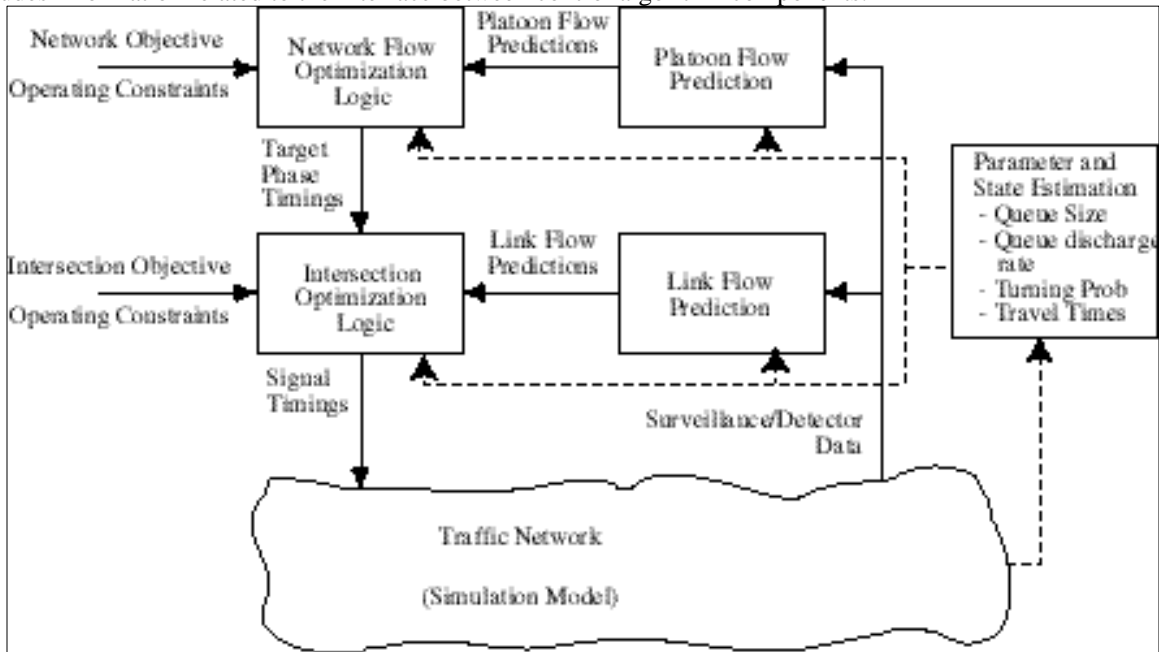 Network Objective
Operating Constraints
Network Flow
Optimization
Logic
Platoon Flow
Predictions
Platoon Flow
Prediction
Target
Phase
Timings
Parameter and
State Estimation
- Queue Size
- Queue discharge
rate
- Turning Prob
- Travel Times
Intersection Objective
Operating Constraints
Intersection
Optimization
Logic
Link Flow
Predictions
Link Flow
Prediction
Signal
Timings
Surveillance/Detector
Data
Traffic Network
(Simulation Model)